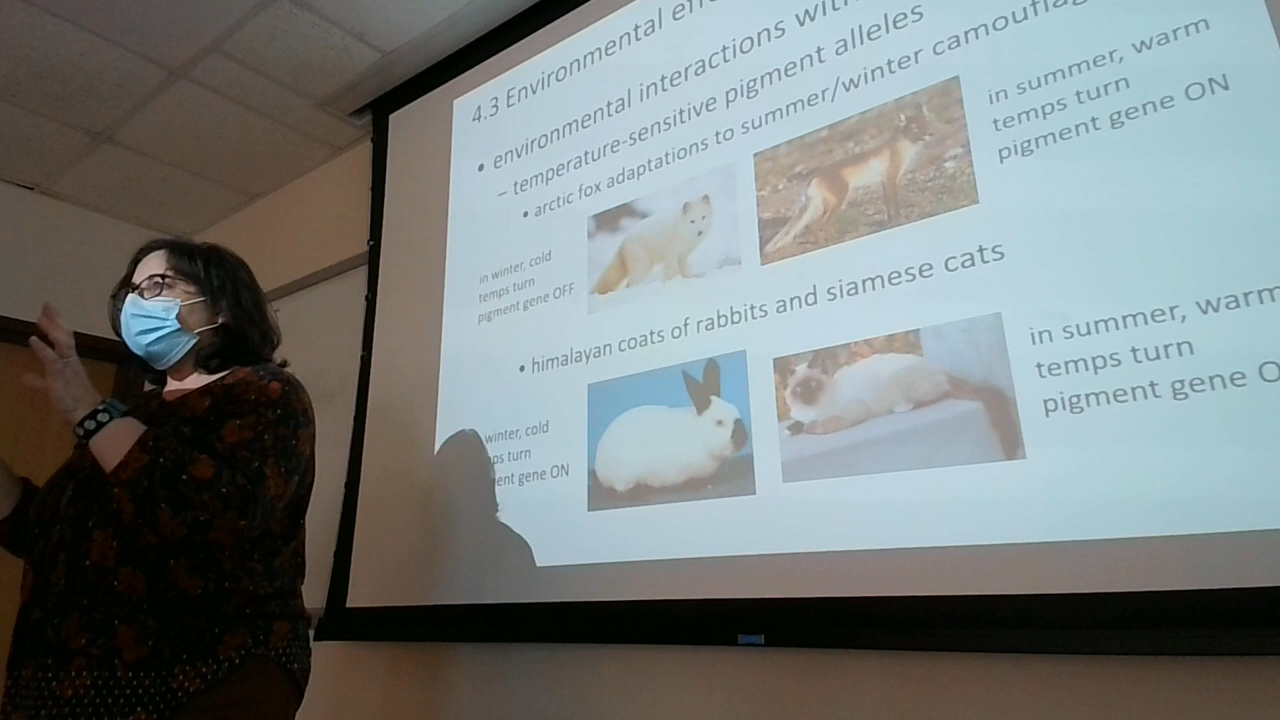 4.3 Environmental
• environmental interactions
– temperature-sensitive pigment alleles
• arctic fox adaptations to summer/winter
in summer, warm
temps turn
pigment gene ON
in winter, cold
temps turn
pigment gene OFF
• himalayan coats of rabbits and siamese cats
in summer, warm
temps turn
pigment gene
winter, cold
turn
gene ON